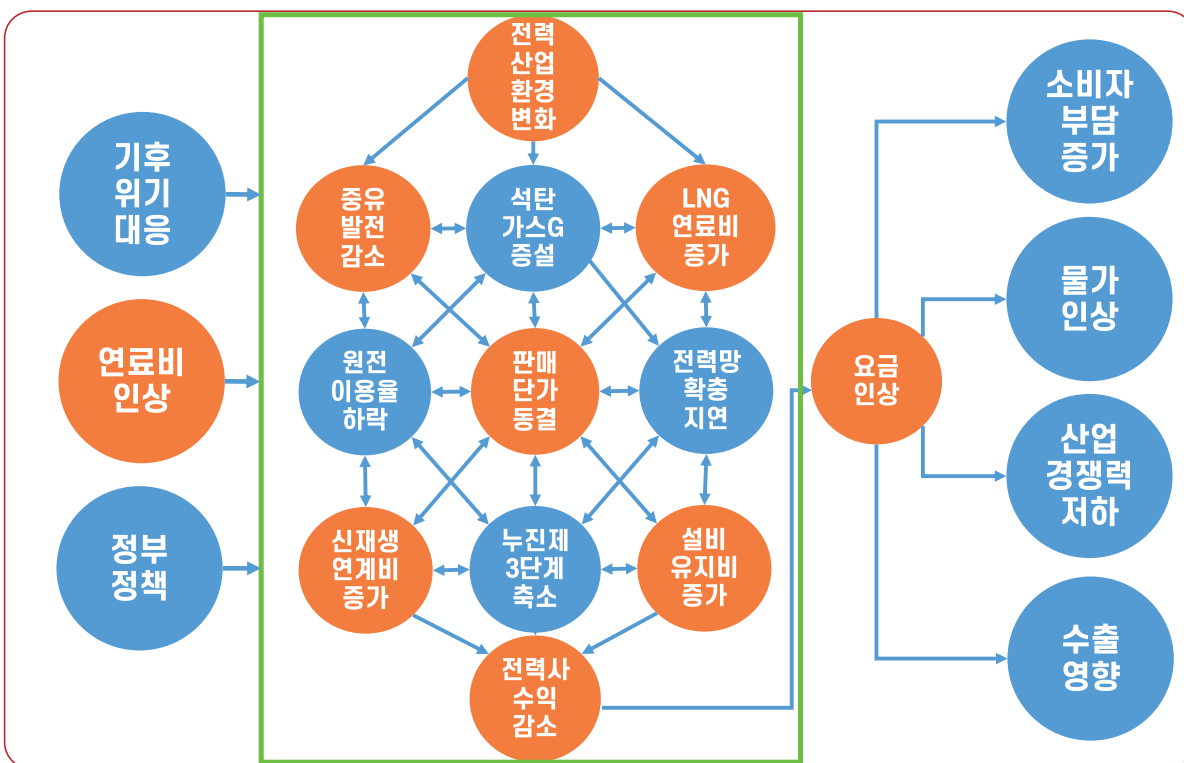 기후
위기
대응
연료비
인상
정부
정책
전력
산업
환경
변화
중유
발전
감소
석탄
가스G
증설
LNG
연료비
증가
원전
이용율
하락
판매
단가
동결
전력망
확충
지연
신재생
연계비
증가
누진제
3단계
축소
설비
유지비
증가
전력사
수익
감소
요금
인상
소비자
부담
증가
물가
인상
산업
경쟁력
저하
수출
영향